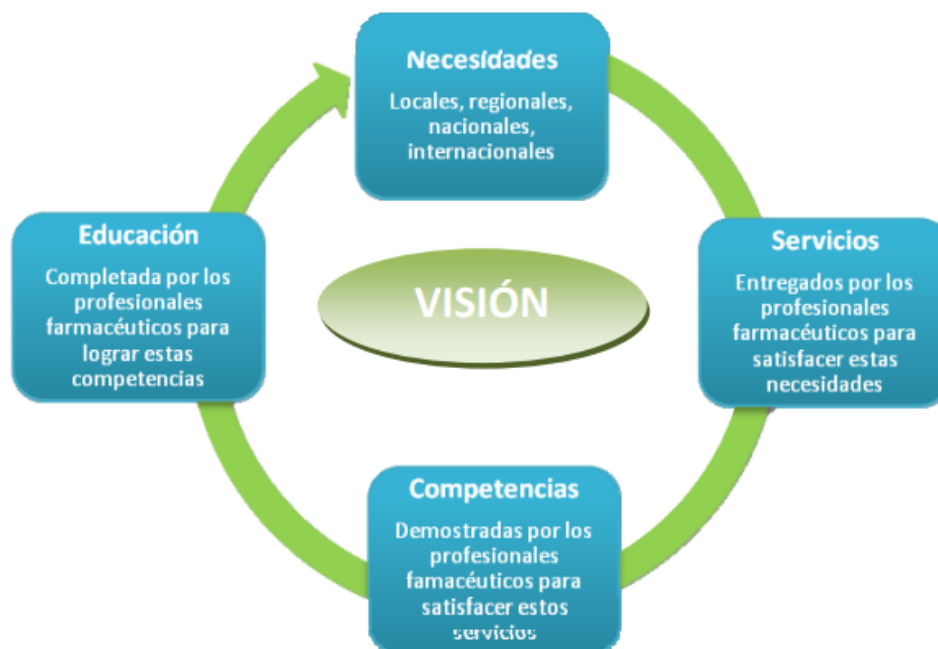 Necesidades
Locales, regionales,
nacionales,
internacionales
Educación
Completada por los
profesionales
farmacéuticos para
lograr estas
competencias
VISIÓN
Servicios
Entregados por los
profesionales
farmacéuticos para
satisfacer estas
necesidades
Competencias
Demostradas por los
profesionales
famacéuticos para
satisfacer estos
servicios